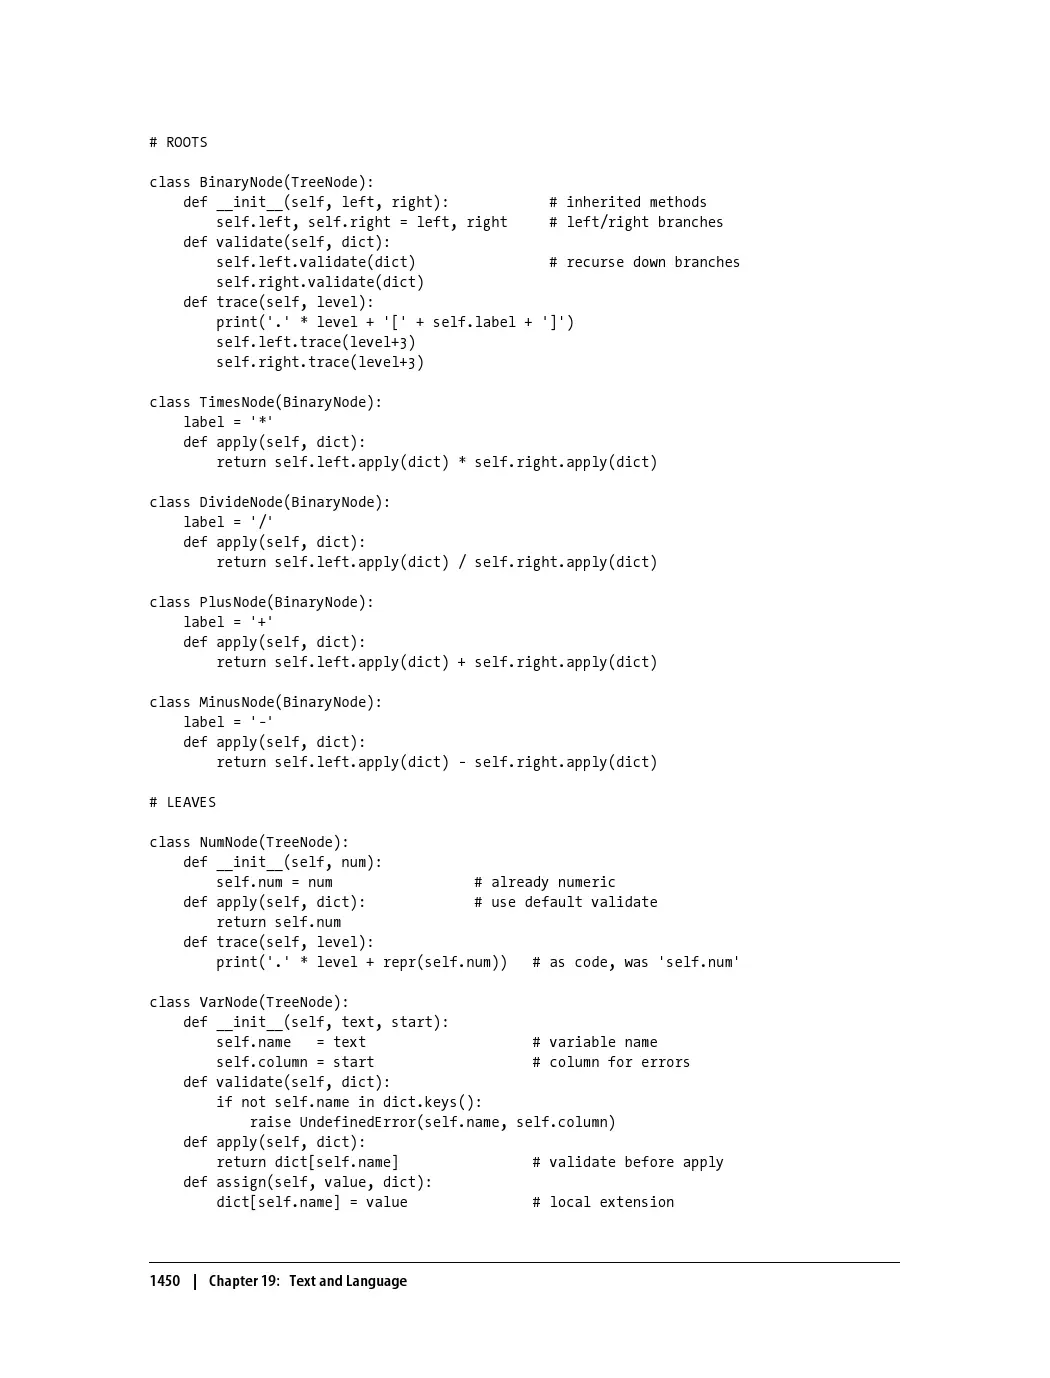 # ROOTS

class BinaryNode(TreeNode):
    def __init__(self, left, right):            # inherited methods
        self.left, self.right = left, right     # left/right branches
    def validate(self, dict):
        self.left.validate(dict)                # recurse down branches
        self.right.validate(dict)
    def trace(self, level):
        print('.' * level + '[' + self.label + ']')
        self.left.trace(level+3)
        self.right.trace(level+3)

class TimesNode(BinaryNode):
    label = '*'
    def apply(self, dict):
        return self.left.apply(dict) * self.right.apply(dict)

class DivideNode(BinaryNode):
    label = '/'
    def apply(self, dict):
        return self.left.apply(dict) / self.right.apply(dict)

class PlusNode(BinaryNode):
    label = '+'
    def apply(self, dict):
        return self.left.apply(dict) + self.right.apply(dict)

class MinusNode(BinaryNode):
    label = '-'
    def apply(self, dict):
        return self.left.apply(dict) - self.right.apply(dict)

# LEAVES

class NumNode(TreeNode):
    def __init__(self, num):
        self.num = num                 # already numeric
    def apply(self, dict):             # use default validate
        return self.num
    def trace(self, level):
        print('.' * level + repr(self.num))   # as code, was 'self.num'

class VarNode(TreeNode):
    def __init__(self, text, start):
        self.name   = text                    # variable name
        self.column = start                   # column for errors
    def validate(self, dict):
        if not self.name in dict.keys():
            raise UndefinedError(self.name, self.column)
    def apply(self, dict):
        return dict[self.name]                # validate before apply
    def assign(self, value, dict):
        dict[self.name] = value               # local extension

1450 | Chapter 19: Text and Language